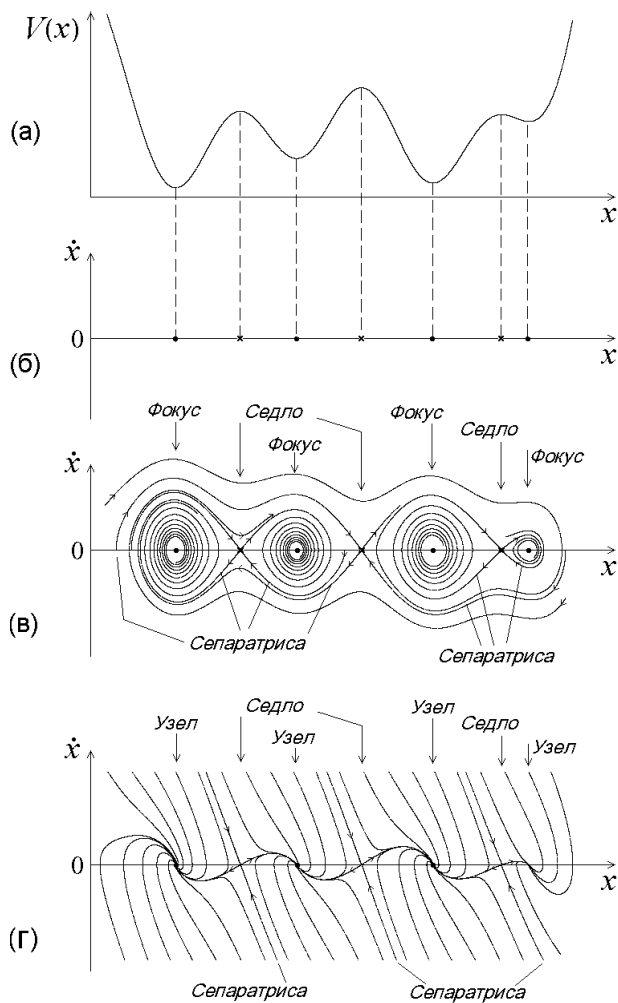 V(x)
(а)
x
ẋ
0
x
(б)
Фокус
Седло
Фокус
Седло
Фокус
Фокус
ẋ
0
x
(в)
Сепаратриса
Сепаратриса
Узел
Седло
Узел
Узел
Седло
Узел
ẋ
0
x
(г)
Сепаратриса
Сепаратриса